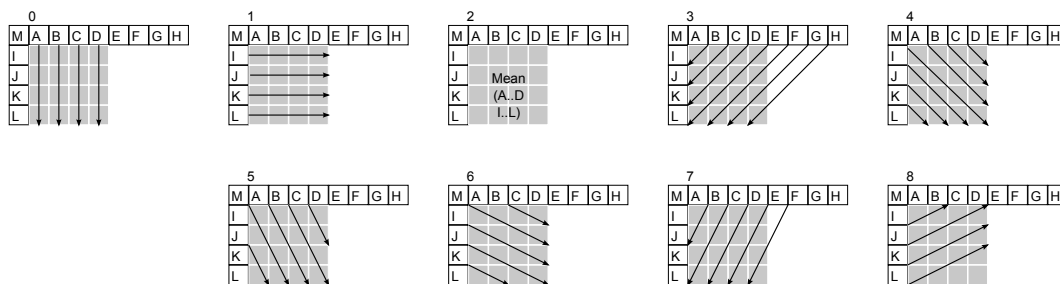 0 1 2 3 4
M A B C D E F G H M A B C D E F G H M A B C D E F G H M A B C D E F G H M A B C D E F G H
I I I I I
J J J Mean J J
K K K (A..D K K
L L L I..L) L L
5 6 7 8
M A B C D E F G H M A B C D E F G H M A B C D E F G H M A B C D E F G H
I I I I
J J J J
K K K K
L L L L